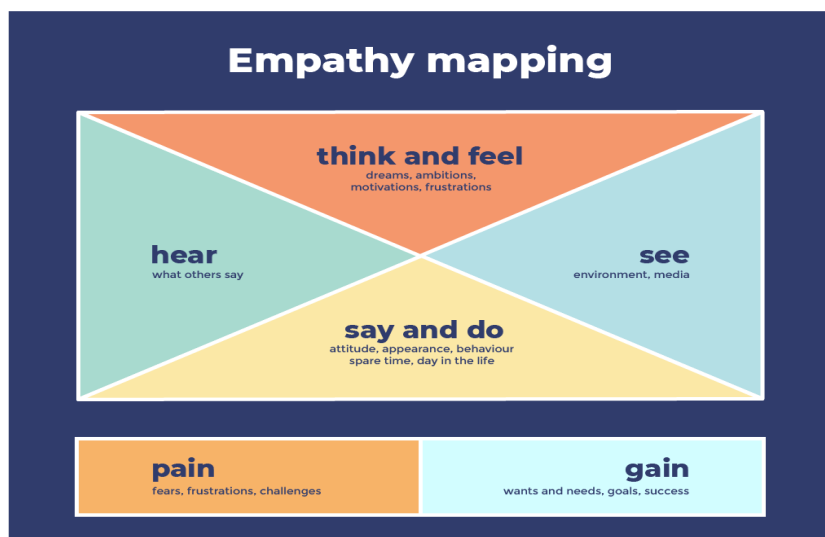 Empathy mapping
think and feel
dreams, ambitions,
motivations, frustrations
hear
what others say
see
environment, media
say and do
attitude, appearance, behaviour
spare time, day in the life
pain
fears, frustrations, challenges
gain
wants and needs, goals, success